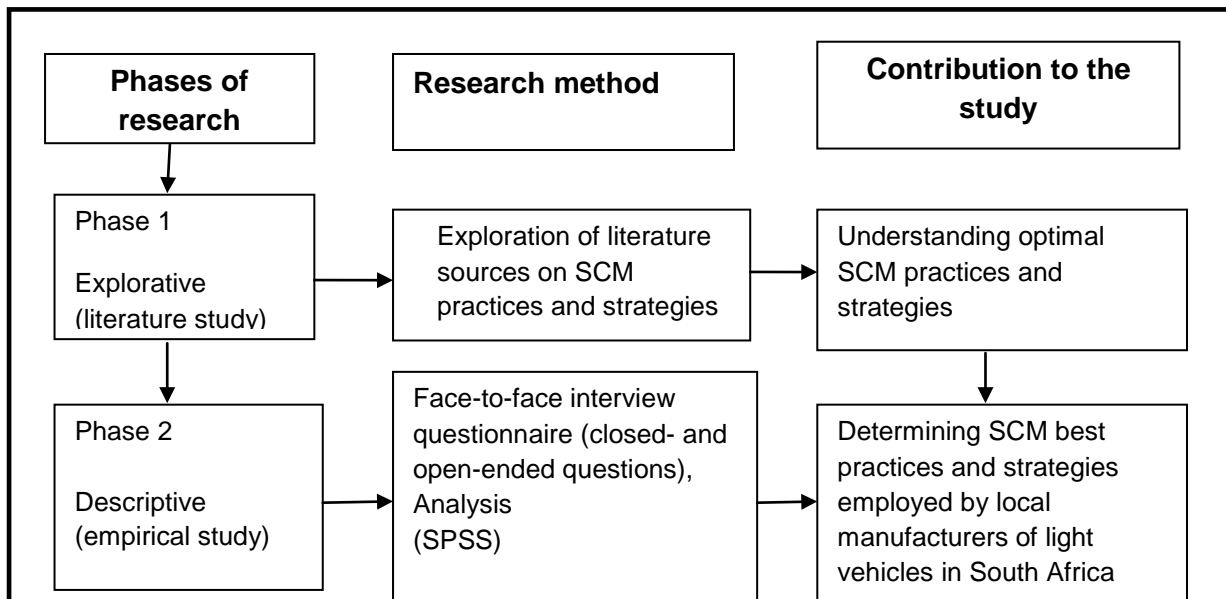 Phases of
research
Research method
Contribution to the
study
Phase 1
Explorative
(literature study)
Exploration of literature
sources on SCM
practices and strategies
Understanding optimal
SCM practices and
strategies
Phase 2
Descriptive
(empirical study)
Face-to-face interview
questionnaire (closed- and
open-ended questions),
Analysis
(SPSS)
Determining SCM best
practices and strategies
employed by local
manufacturers of light
vehicles in South Africa